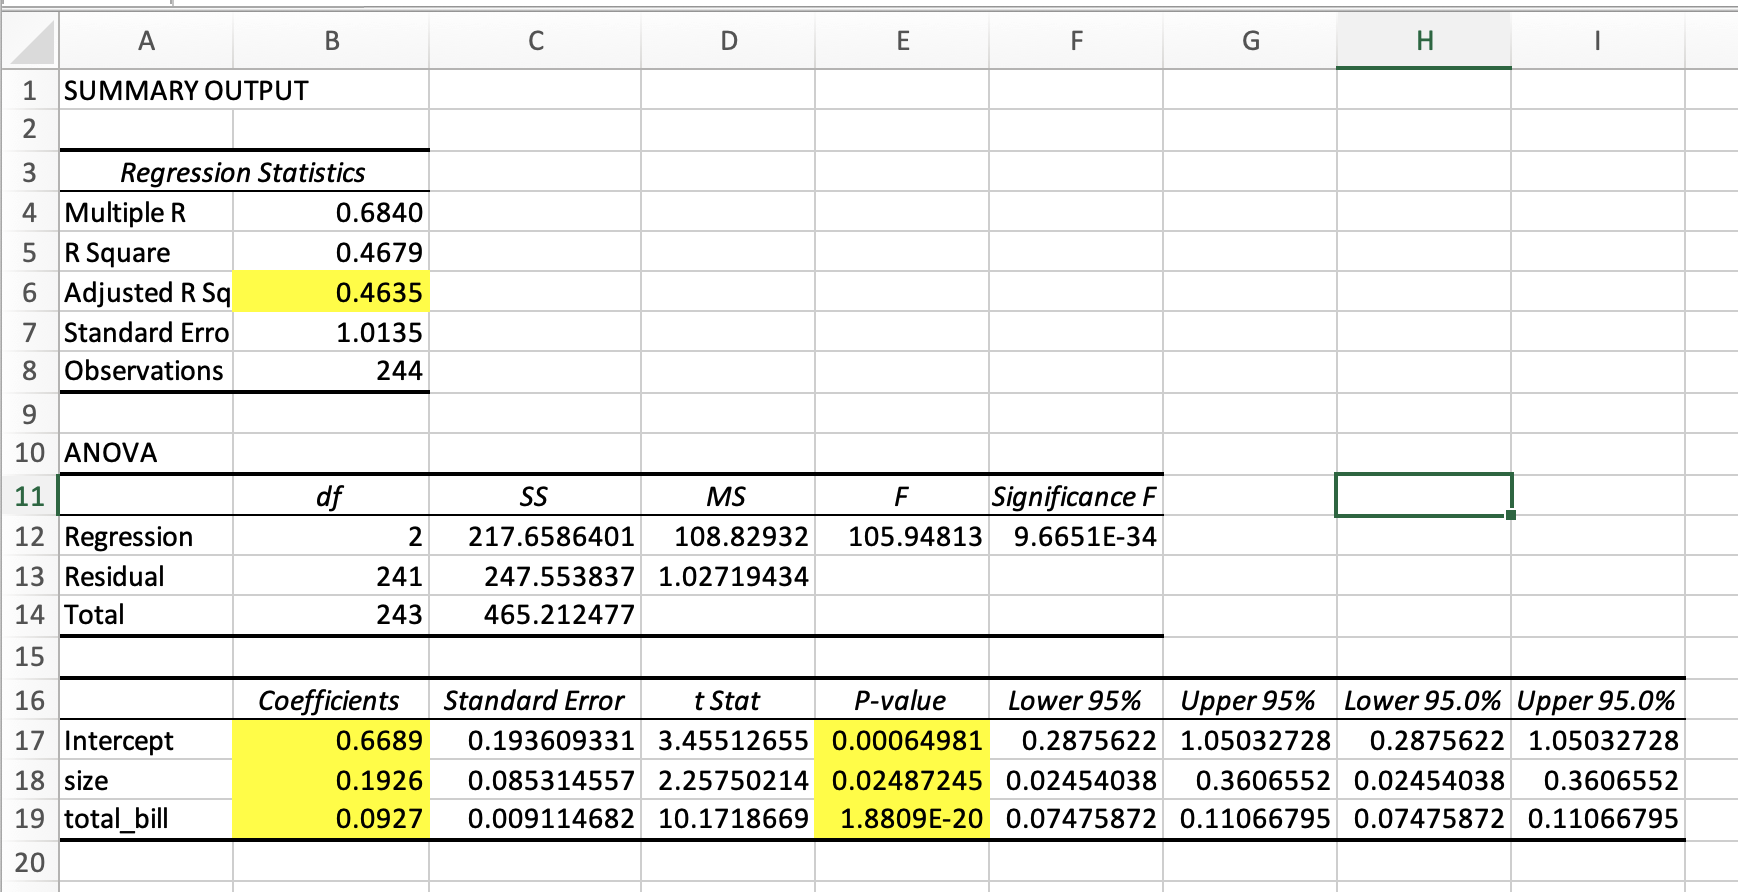 A B C D E F G H I
1 SUMMARY OUTPUT
2
3 Regression Statistics
4 Multiple R 0.6840
5 R Square 0.4679
6 Adjusted R Sq 0.4635
7 Standard Erro 1.0135
8 Observations 244
9
10 ANOVA
11 df SS MS F Significance F
12 Regression 2 217.6586401 108.82932 105.94813 9.6651E-34
13 Residual 241 247.553837 1.02719434
14 Total 243 465.212477
15
16 Coefficients Standard Error t Stat P-value Lower 95% Upper 95% Lower 95.0% Upper 95.0%
17 Intercept 0.6689 0.193609331 3.45512655 0.00064981 0.2875622 1.05032728 0.2875622 1.05032728
18 size 0.1926 0.085314557 2.25750214 0.02487245 0.02454038 0.3606552 0.02454038 0.3606552
19 total_bill 0.0927 0.009114682 10.1718669 1.8809E-20 0.07475872 0.11066795 0.07475872 0.11066795
20